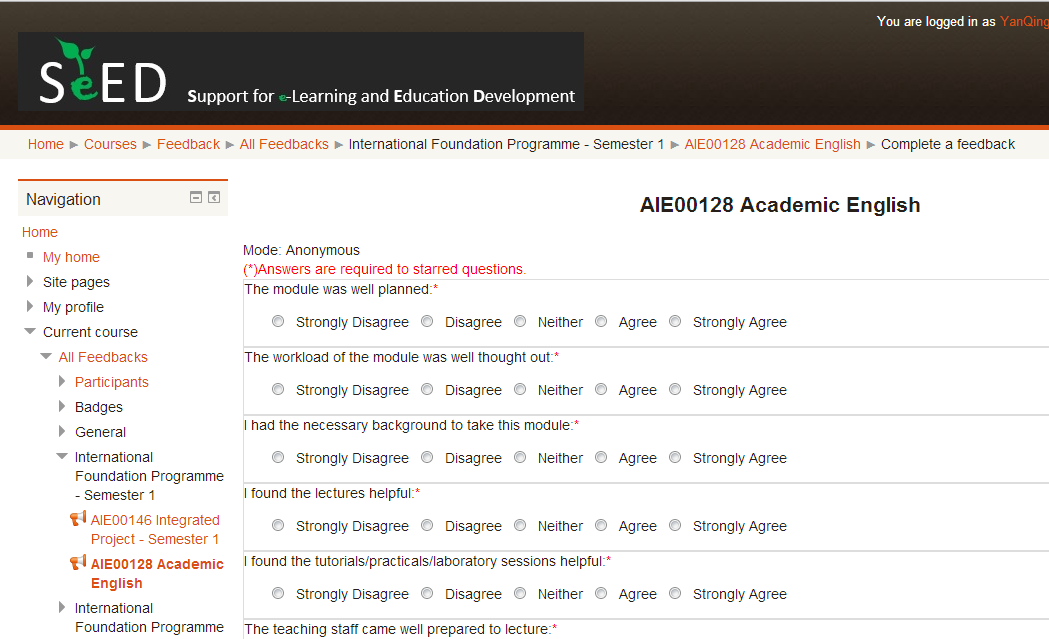 You are logged in as YanQing
SeED Support for e-Learning and Education Development
Home ► Courses ► Feedback ► All Feedbacks ► International Foundation Programme - Semester 1 ► AIE00128 Academic English ► Complete a feedback
Navigation
Home
My home
Site pages
My profile
Current course
All Feedbacks
Participants
Badges
General
International
Foundation Programme
- Semester 1
AIE00146 Integrated
Project - Semester 1
AIE00128 Academic
English
International
Foundation Programme
AIE00128 Academic English
Mode: Anonymous
(*)Answers are required to starred questions.
The module was well planned:*
Strongly Disagree Disagree Neither Agree Strongly Agree
The workload of the module was well thought out:*
Strongly Disagree Disagree Neither Agree Strongly Agree
I had the necessary background to take this module:*
Strongly Disagree Disagree Neither Agree Strongly Agree
I found the lectures helpful:*
Strongly Disagree Disagree Neither Agree Strongly Agree
I found the tutorials/practicals/laboratory sessions helpful:*
Strongly Disagree Disagree Neither Agree Strongly Agree
The teaching staff came well prepared to lecture:*